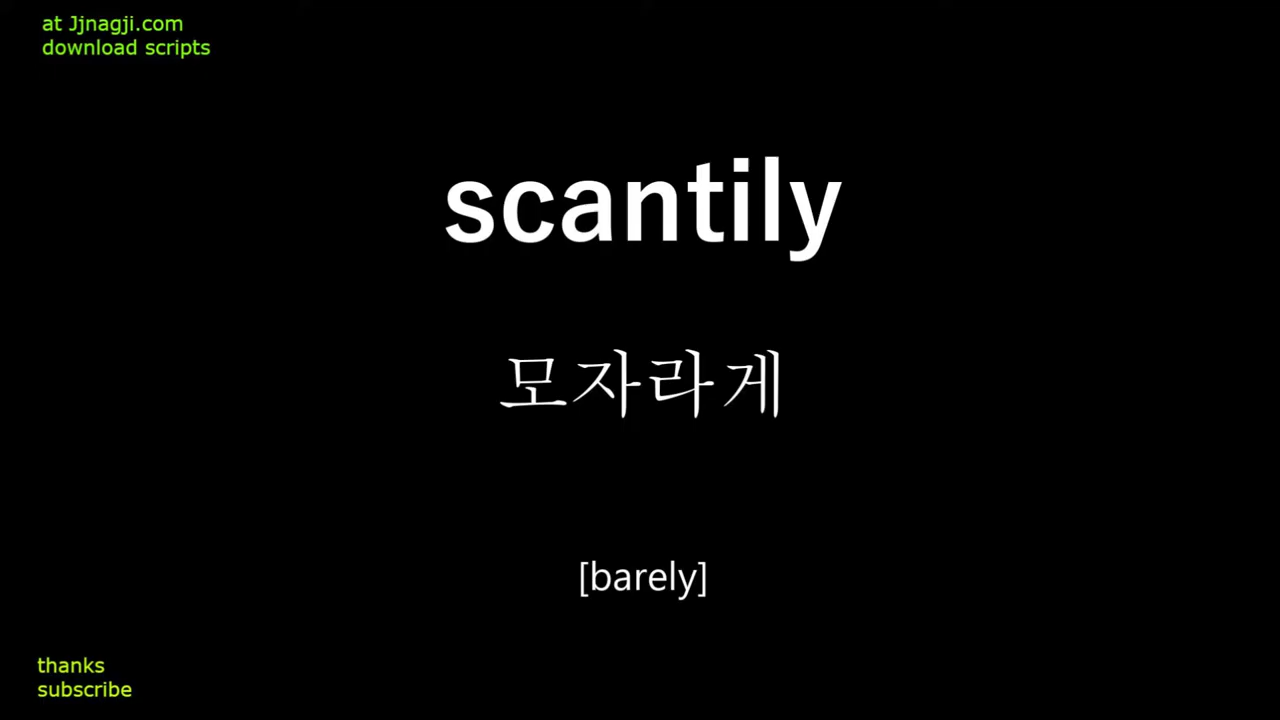 at Jjnagji.com
download scripts
scantily
모자라게
[barely]
thanks
subscribe